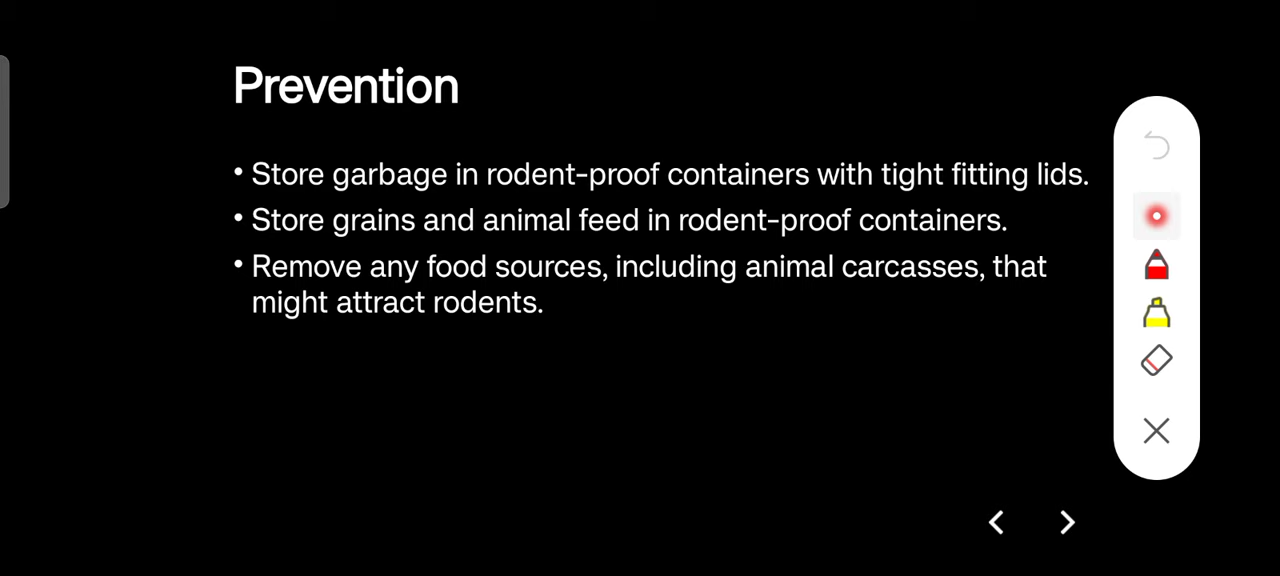 Prevention
• Store garbage in rodent-proof containers with tight fitting lids.
• Store grains and animal feed in rodent-proof containers.
• Remove any food sources, including animal carcasses, that
might attract rodents.